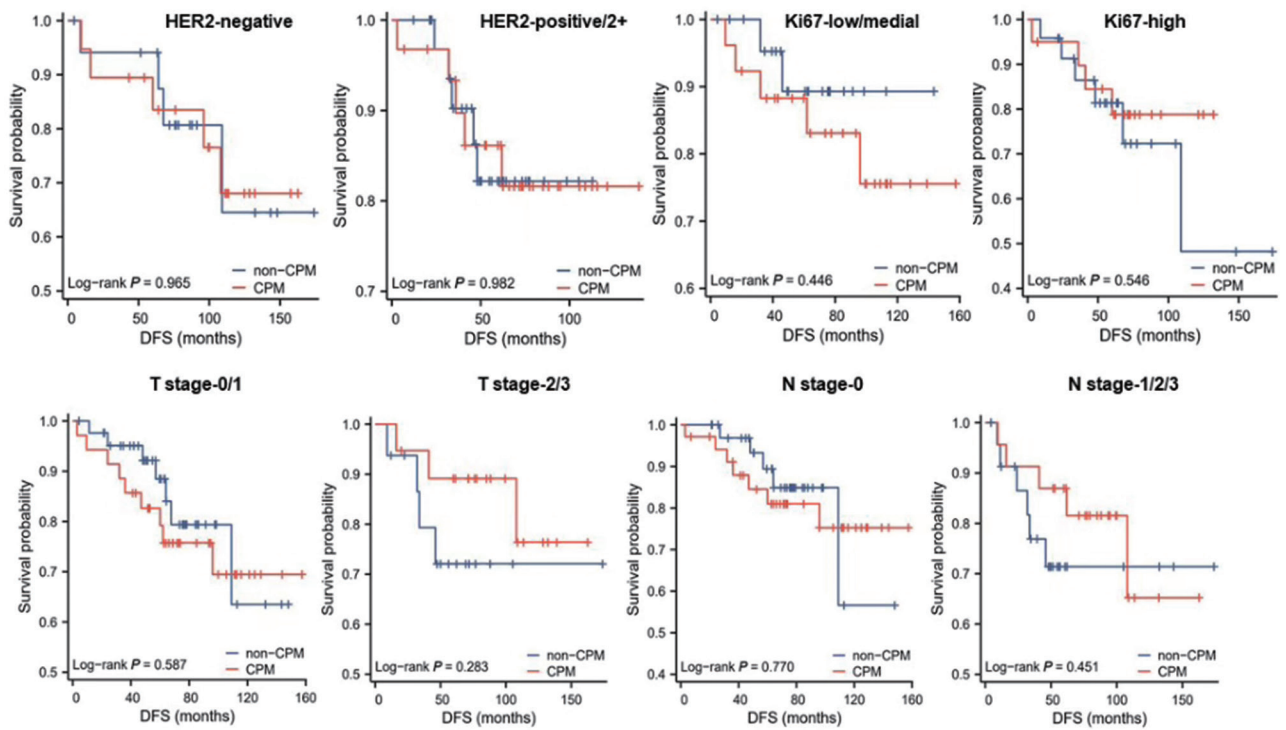 HER2-negative
Survival probability
1.0
0.9
0.8
0.7
0.6
0.5
Log-rank P = 0.965
non-CPM
CPM
0 50 100 150
DFS (months)
HER2-positive/2+
Survival probability
1.0
0.9
0.8
0.7
Log-rank P = 0.982
non-CPM
CPM
0 50 100
DFS (months)
Ki67-low/medial
Survival probability
1.0
0.9
0.8
0.7
0.6
Log-rank P = 0.446
non-CPM
CPM
0 40 80 120 160
DFS (months)
Ki67-high
Survival probability
1.0
0.9
0.8
0.7
0.6
0.5
0.4
Log-rank P = 0.546
non-CPM
CPM
0 50 100 150
DFS (months)
T stage-0/1
Survival probability
1.0
0.9
0.8
0.7
0.6
0.5
Log-rank P = 0.587
non-CPM
CPM
0 40 80 120 160
DFS (months)
T stage-2/3
Survival probability
1.0
0.9
0.8
0.7
0.6
0.5
Log-rank P = 0.283
non-CPM
CPM
0 50 100 150
DFS (months)
N stage-0
Survival probability
1.0
0.9
0.8
0.7
0.6
0.5
0.4
Log-rank P = 0.770
non-CPM
CPM
0 40 80 120 160
DFS (months)
N stage-1/2/3
Survival probability
1.0
0.9
0.8
0.7
0.6
0.5
Log-rank P = 0.451
non-CPM
CPM
0 50 100 150
DFS (months)